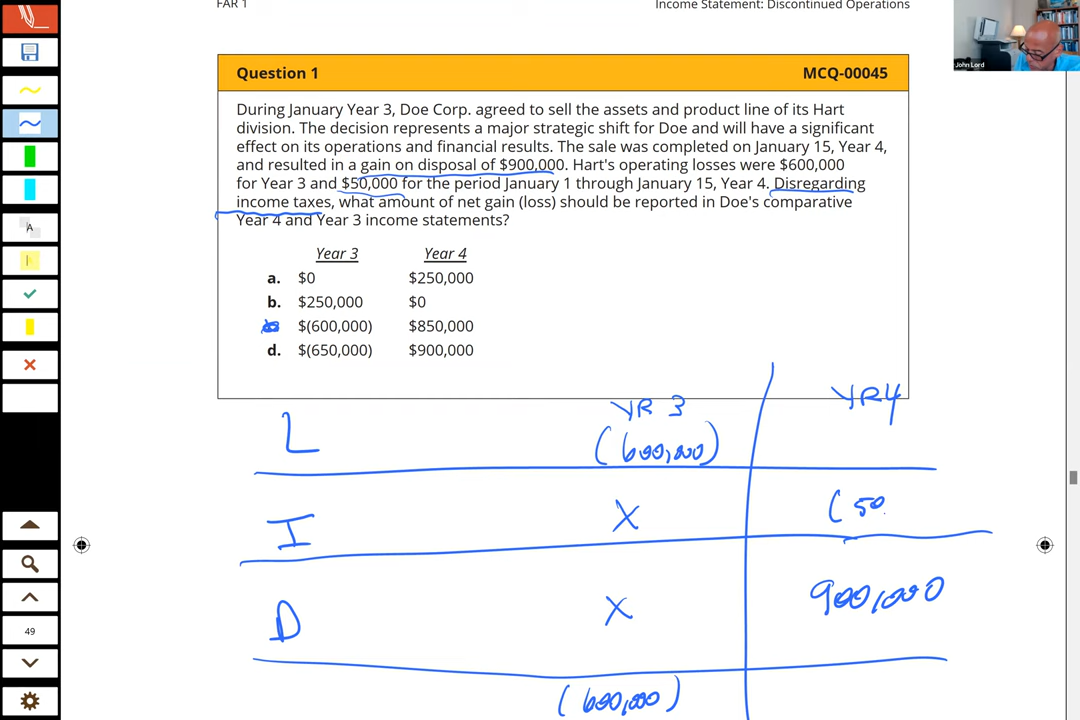 FAR 1
Income Statement: Discontinued Operations
John Lord
Question 1
MCQ-00045
During January Year 3, Doe Corp. agreed to sell the assets and product line of its Hart
division. The decision represents a major strategic shift for Doe and will have a significant
effect on its operations and financial results. The sale was completed on January 15, Year 4,
and resulted in a gain on disposal of $900,000. Hart's operating losses were $600,000
for Year 3 and $50,000 for the period January 1 through January 15, Year 4. Disregarding
income taxes, what amount of net gain (loss) should be reported in Doe's comparative
Year 4 and Year 3 income statements?
Year 3 Year 4
a. $0 $250,000
b. $250,000 $0
$(600,000) $850,000
d. $(650,000) $900,000
YR 3 YR4
L (600,000)
I X (50
D X 900,000
(600,000)
A
49